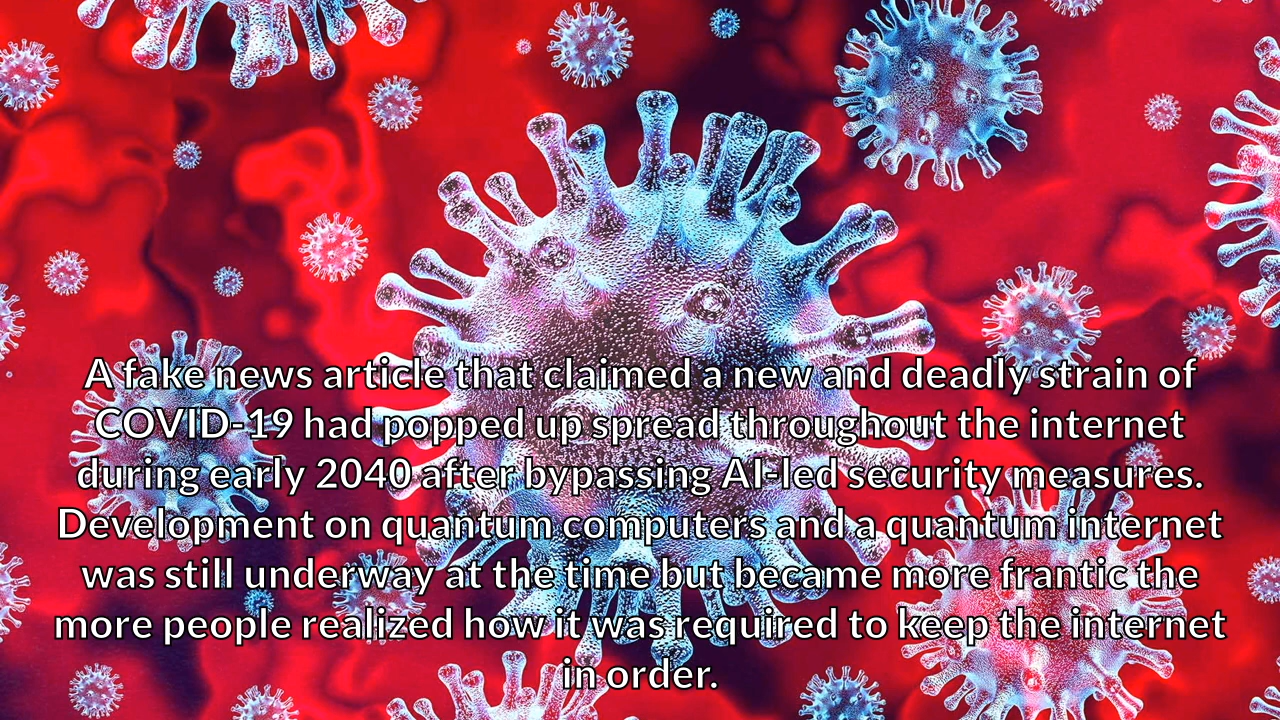 A fake news article that claimed a new and deadly strain of
COVID-19 had popped up spread throughout the internet
during early 2040 after bypassing AI-led security measures.
Development on quantum computers and a quantum internet
was still underway at the time but became more frantic the
more people realized how it was required to keep the internet
in order.